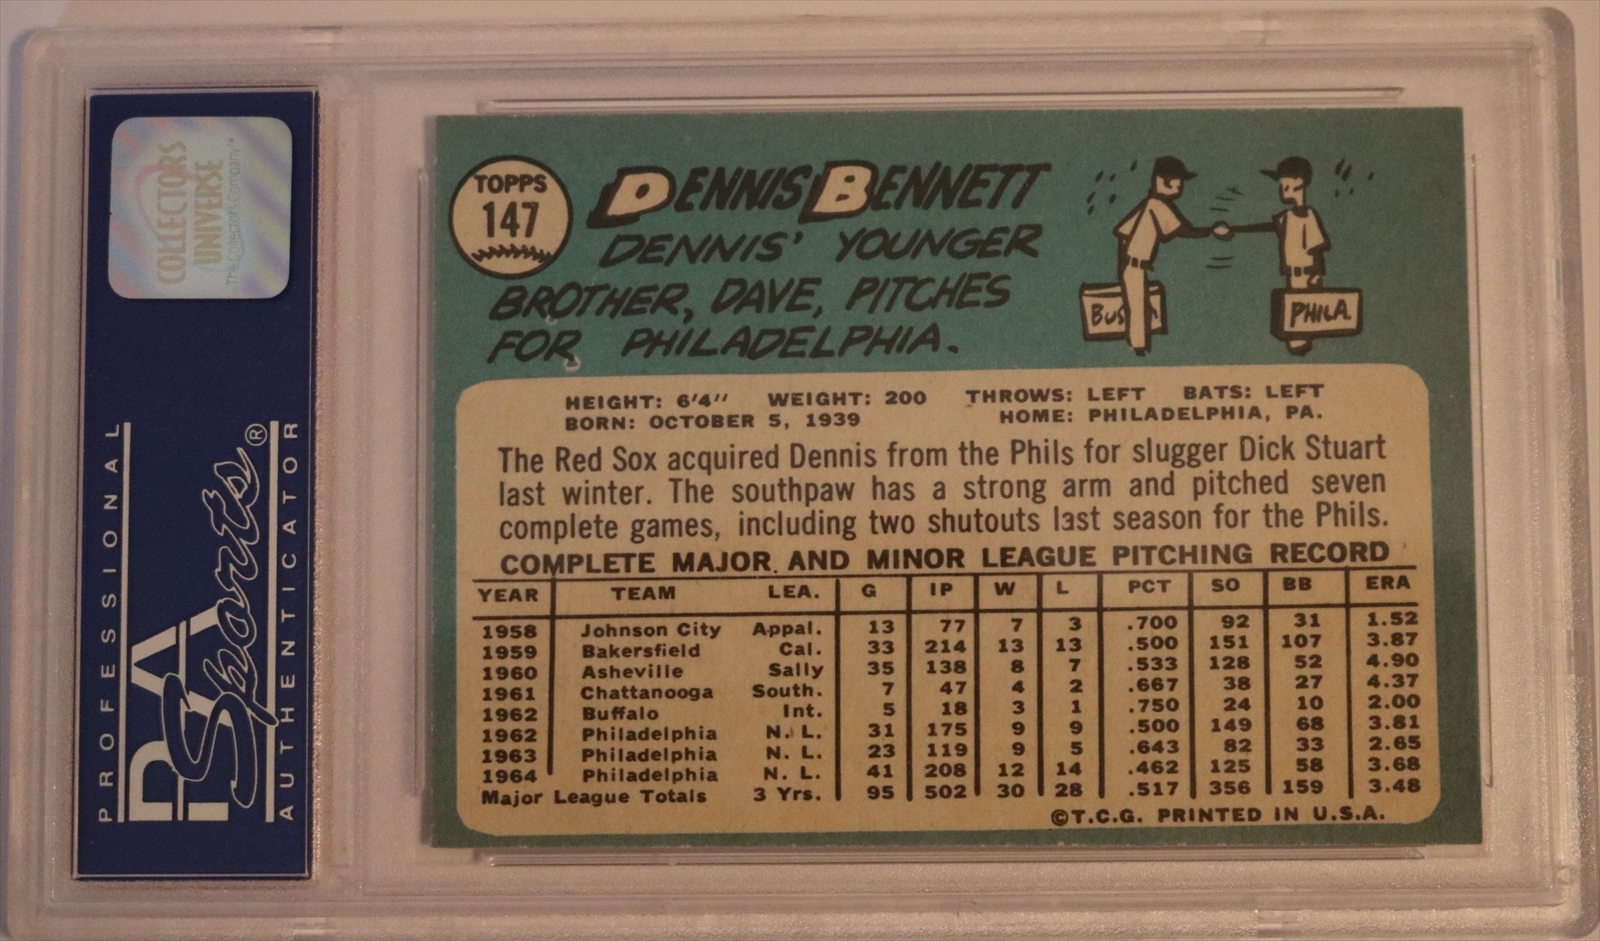 COLLECTORS
UNIVERSE
The Collectors Company™
PROFESSIONAL
PSA
Sports®
AUTHENTICATOR
TOPPS
147
DENNIS BENNETT
DENNIS' YOUNGER
BROTHER, DAVE, PITCHES
FOR PHILADELPHIA.
PHILA.
HEIGHT: 6'4" WEIGHT: 200 THROWS: LEFT BATS: LEFT
BORN: OCTOBER 5, 1939 HOME: PHILADELPHIA, PA.
The Red Sox acquired Dennis from the Phils for slugger Dick Stuart
last winter. The southpaw has a strong arm and pitched seven
complete games, including two shutouts last season for the Phils.
COMPLETE MAJOR AND MINOR LEAGUE PITCHING RECORD
YEAR TEAM LEA. G IP W L PCT SO BB ERA
1958 Johnson City Appal. 13 77 7 3 .700 92 31 1.52
1959 Bakersfield Cal. 33 214 13 13 .500 151 107 3.87
1960 Asheville Sally 35 138 8 7 .533 128 52 4.90
1961 Chattanooga South. 7 47 4 2 .667 38 27 4.37
1962 Buffalo Int. 5 18 3 1 .750 24 10 2.00
1962 Philadelphia N. L. 31 175 9 9 .500 149 68 3.81
1963 Philadelphia N. L. 23 119 9 5 .643 82 33 2.65
1964 Philadelphia N. L. 41 208 12 14 .462 125 58 3.68
Major League Totals 3 Yrs. 95 502 30 28 .517 356 159 3.48
©T.C.G. PRINTED IN U.S.A.